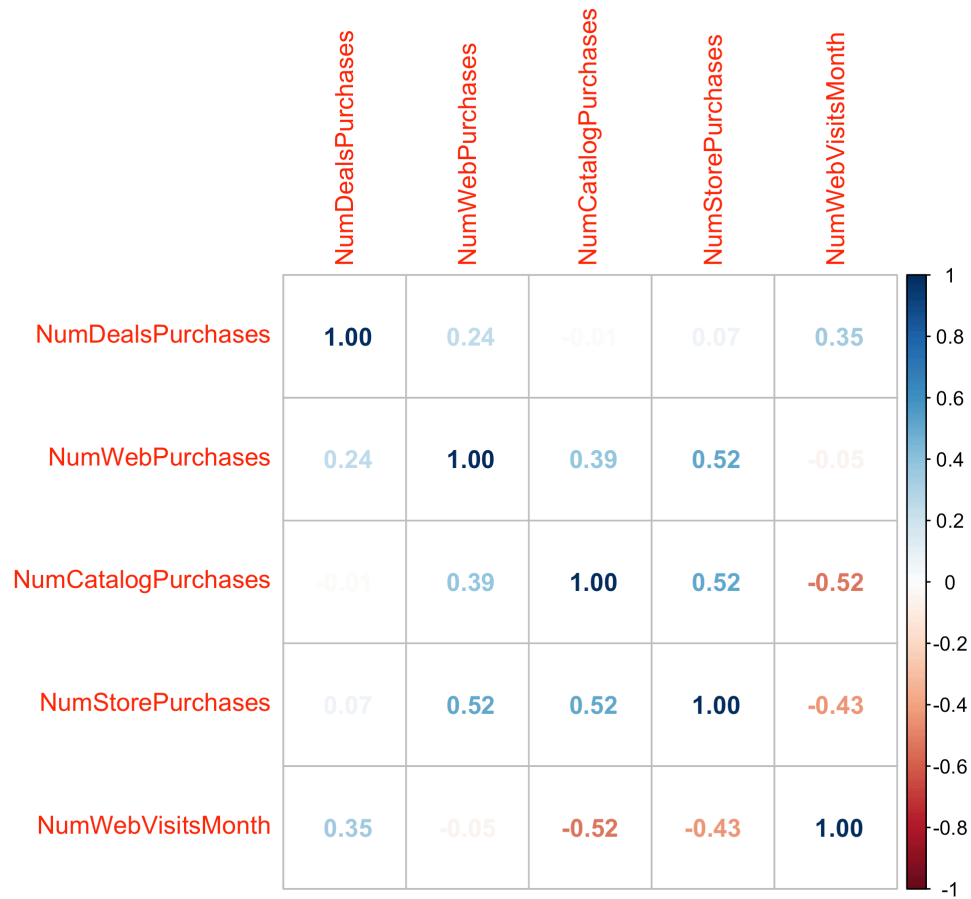 NumDealsPurchases NumWebPurchases NumCatalogPurchases NumStorePurchases NumWebVisitsMonth
NumDealsPurchases 1.00 0.24 -0.01 0.07 0.35
NumWebPurchases 0.24 1.00 0.39 0.52 -0.05
NumCatalogPurchases -0.01 0.39 1.00 0.52 -0.52
NumStorePurchases 0.07 0.52 0.52 1.00 -0.43
NumWebVisitsMonth 0.35 -0.05 -0.52 -0.43 1.00
1
0.8
0.6
0.4
0.2
0
-0.2
-0.4
-0.6
-0.8
-1